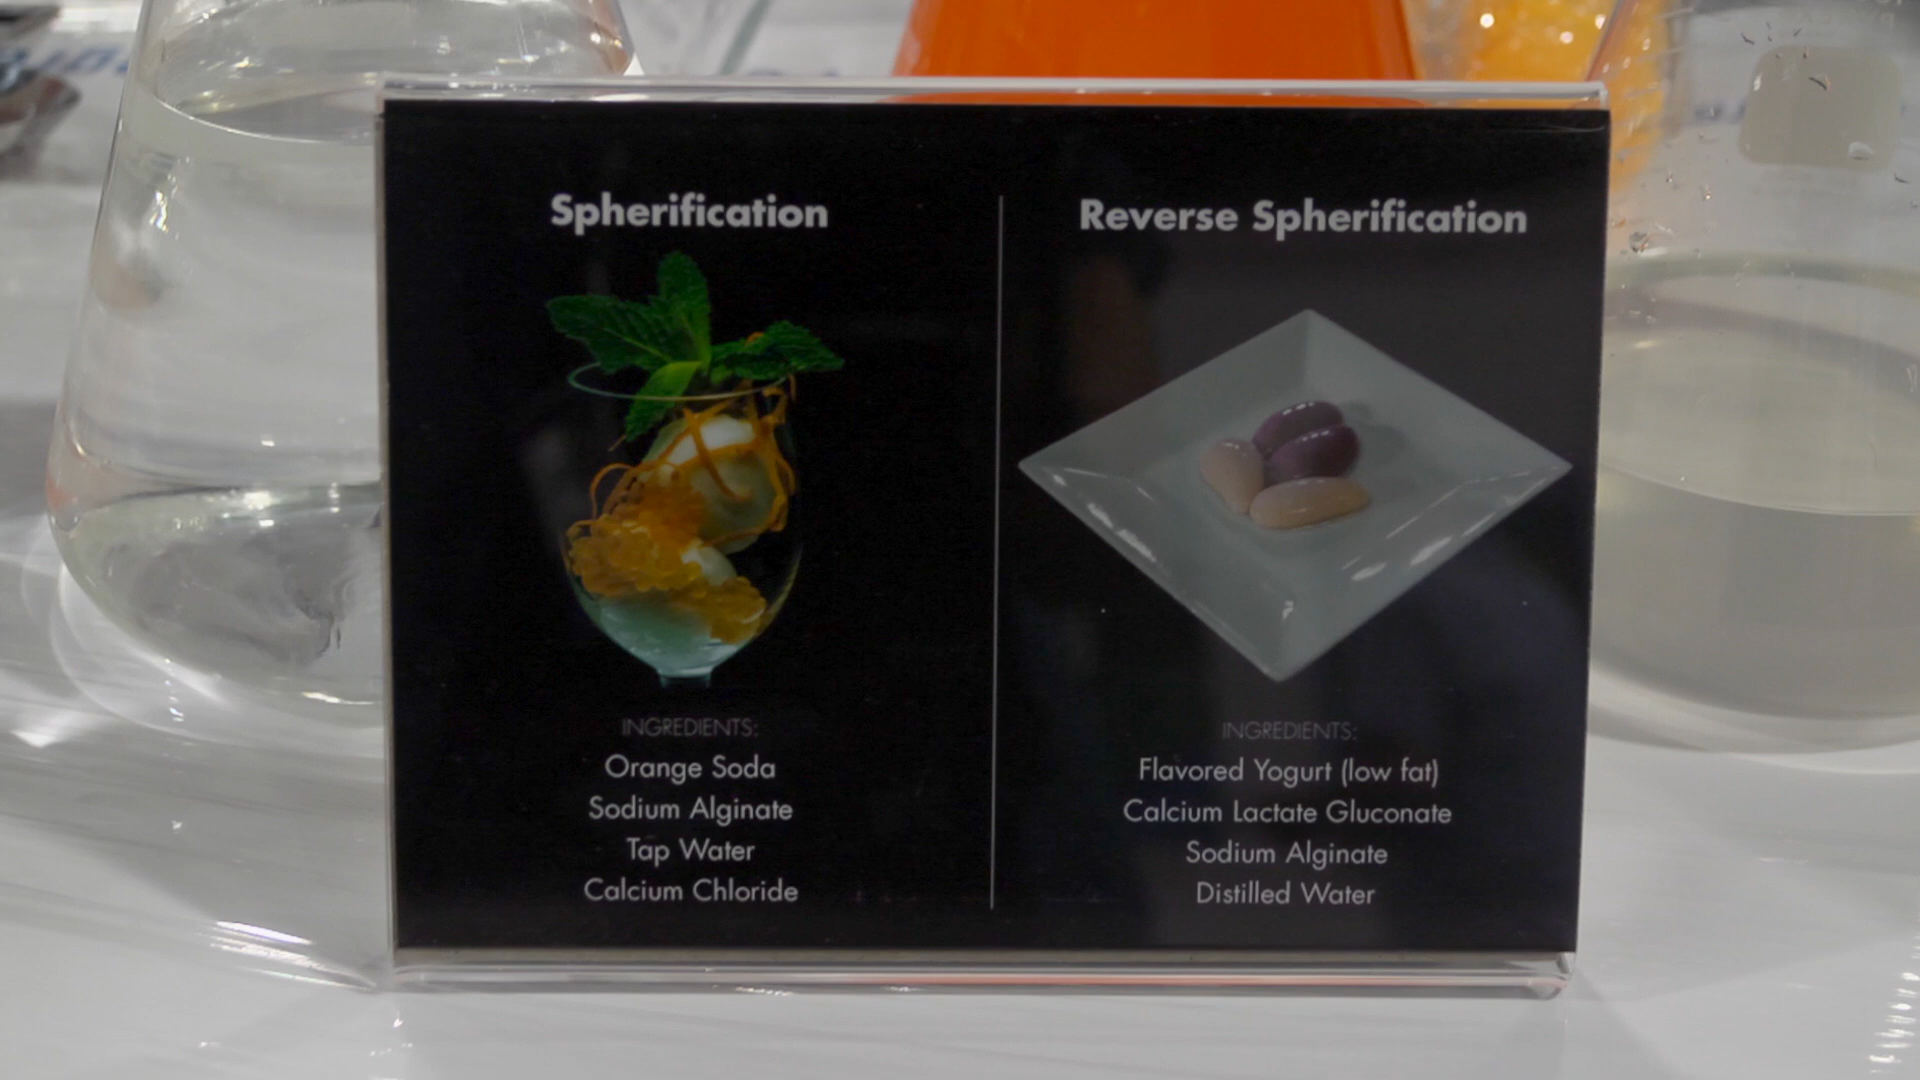 Spherification
INGREDIENTS:
Orange Soda
Sodium Alginate
Tap Water
Calcium Chloride
Reverse Spherification
INGREDIENTS:
Flavored Yogurt (low fat)
Calcium Lactate Gluconate
Sodium Alginate
Distilled Water